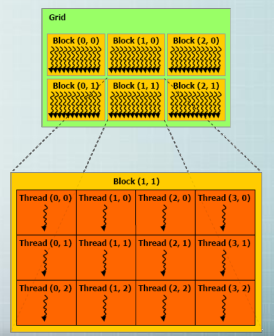 Grid
Block (0, 0) Block (1, 0) Block (2, 0)
Block (0, 1) Block (1, 1) Block (2, 1)
Block (1, 1)
Thread (0, 0) Thread (1, 0) Thread (2, 0) Thread (3, 0)
Thread (0, 1) Thread (1, 1) Thread (2, 1) Thread (3, 1)
Thread (0, 2) Thread (1, 2) Thread (2, 2) Thread (3, 2)